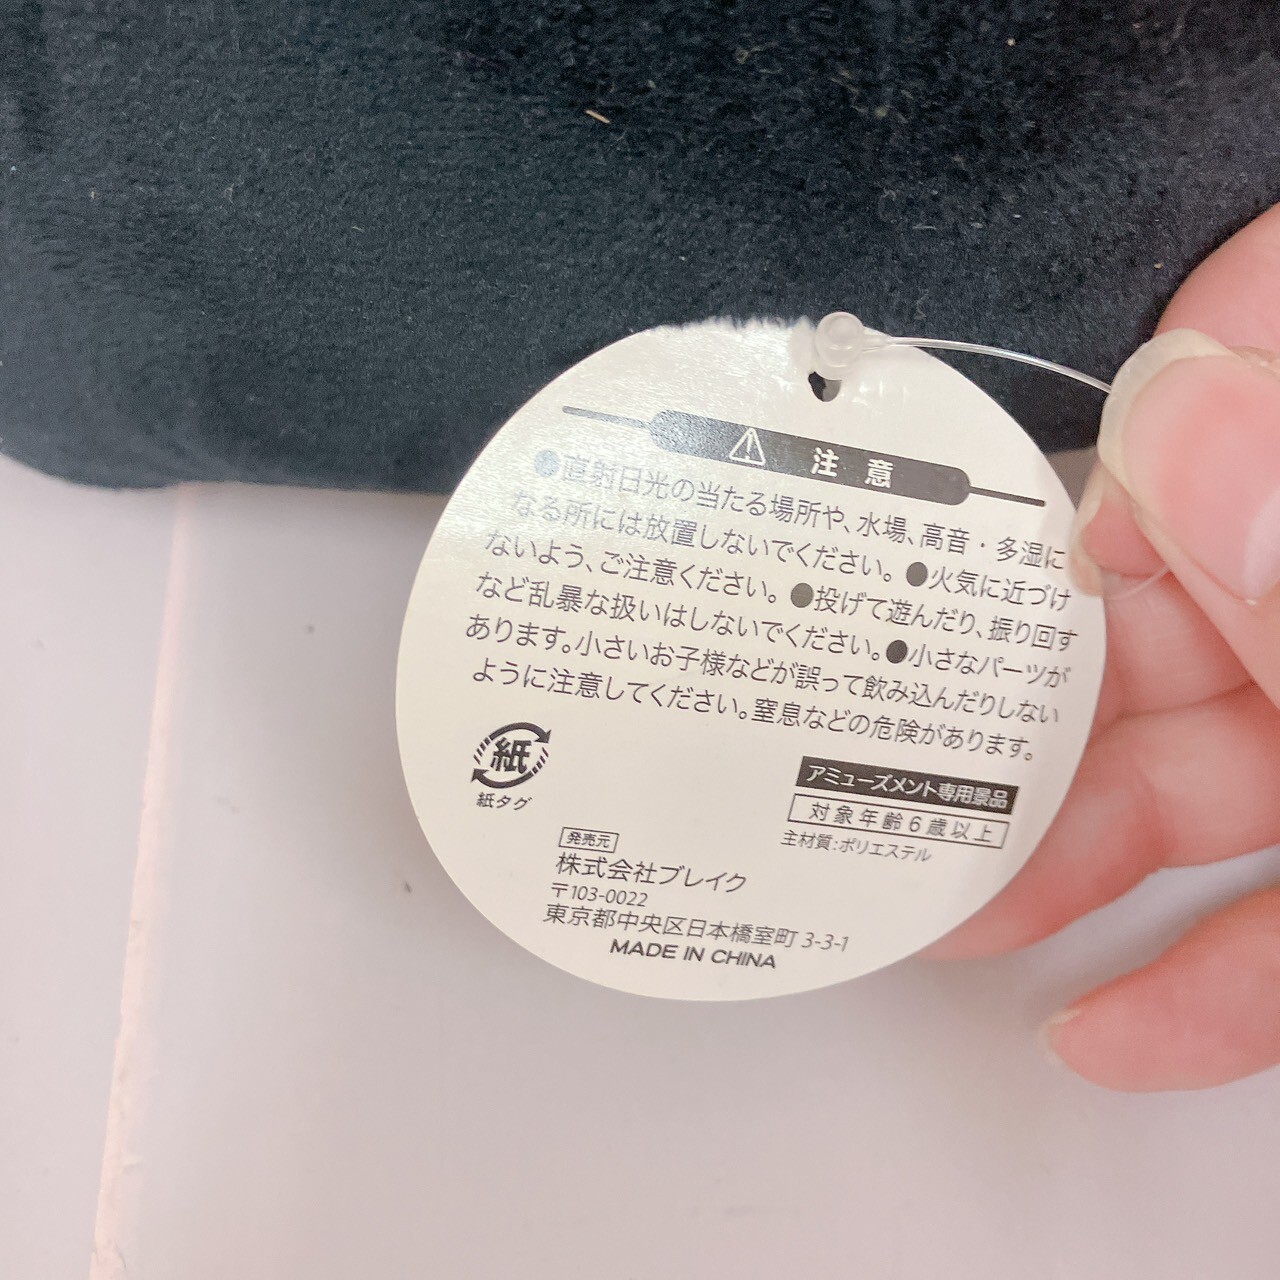 注意
●直射日光の当たる場所や、水場、高音・多湿に
なる所には放置しないでください。●火気に近づけ
ないよう、ご注意ください。●投げて遊んだり、振り回す
など乱暴な扱いはしないでください。●小さなパーツが
あります。小さいお子様などが誤って飲み込んだりしない
ように注意してください。窒息などの危険があります。
紙
紙タグ
アミューズメント専用景品
対象年齢6歳以上
主材質:ポリエステル
発売元
株式会社ブレイク
〒103-0022
東京都中央区日本橋室町 3-3-1
MADE IN CHINA